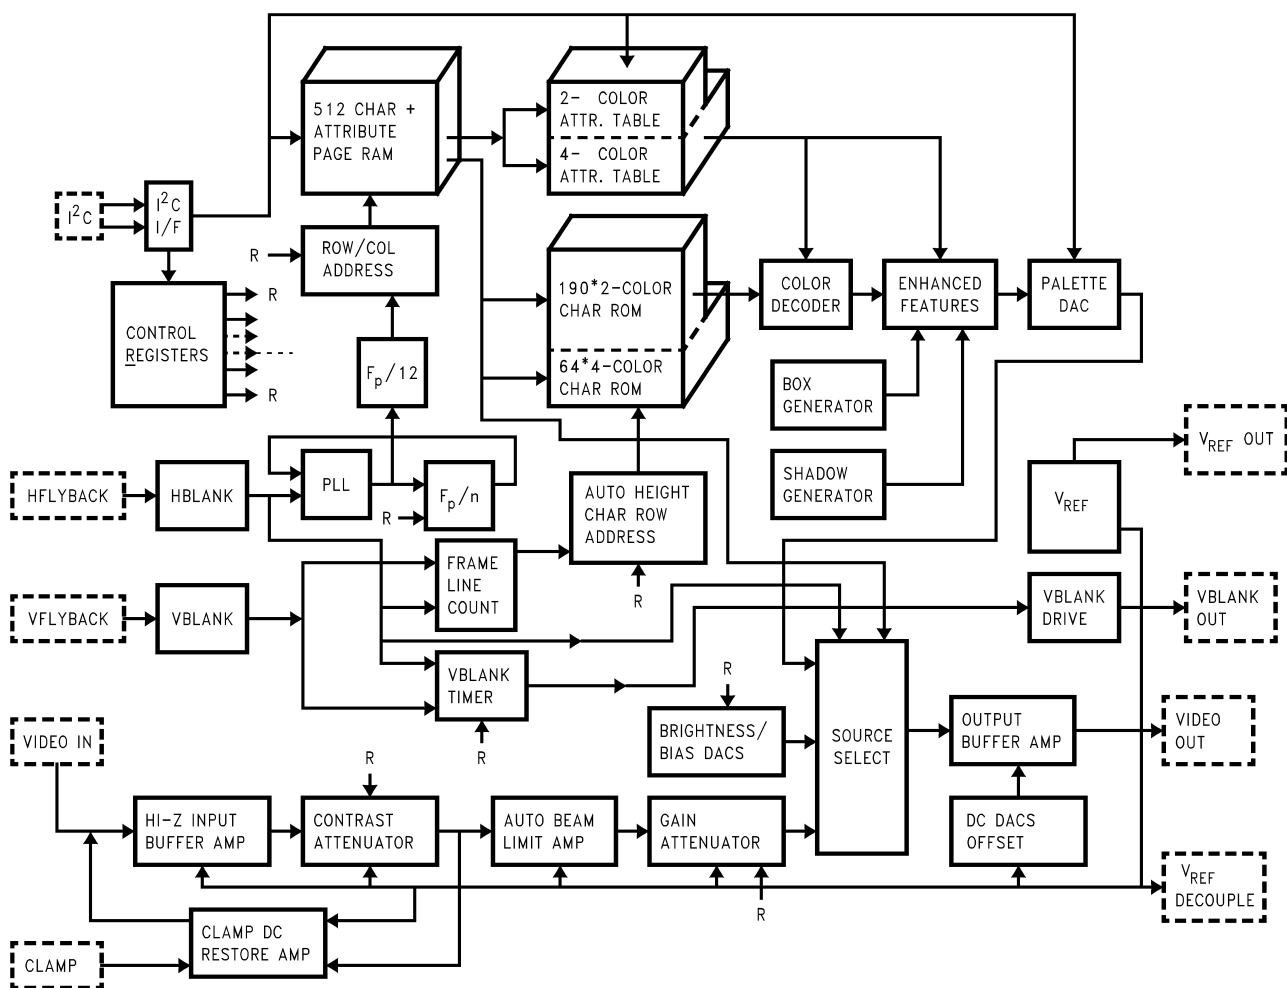 512 CHAR +
ATTRIBUTE
PAGE RAM
2- COLOR
ATTR. TABLE
4- COLOR
ATTR. TABLE
I²C
I²C
I/F
R
ROW/COL
ADDRESS
CONTROL
REGISTERS
R
R
190*2-COLOR
CHAR ROM
64*4-COLOR
CHAR ROM
COLOR
DECODER
ENHANCED
FEATURES
PALETTE
DAC
Fp/12
BOX
GENERATOR
SHADOW
GENERATOR
VREF OUT
HFLYBACK
HBLANK
PLL
Fp/n
R
AUTO HEIGHT
CHAR ROW
ADDRESS
R
VREF
VFLYBACK
VBLANK
FRAME
LINE
COUNT
VBLANK
DRIVE
VBLANK
OUT
VBLANK
TIMER
R
R
BRIGHTNESS/
BIAS DACS
SOURCE
SELECT
OUTPUT
BUFFER AMP
VIDEO
OUT
VIDEO IN
R
HI-Z INPUT
BUFFER AMP
CONTRAST
ATTENUATOR
AUTO BEAM
LIMIT AMP
GAIN
ATTENUATOR
R
DC DACS
OFFSET
VREF
DECOUPLE
CLAMP DC
RESTORE AMP
CLAMP